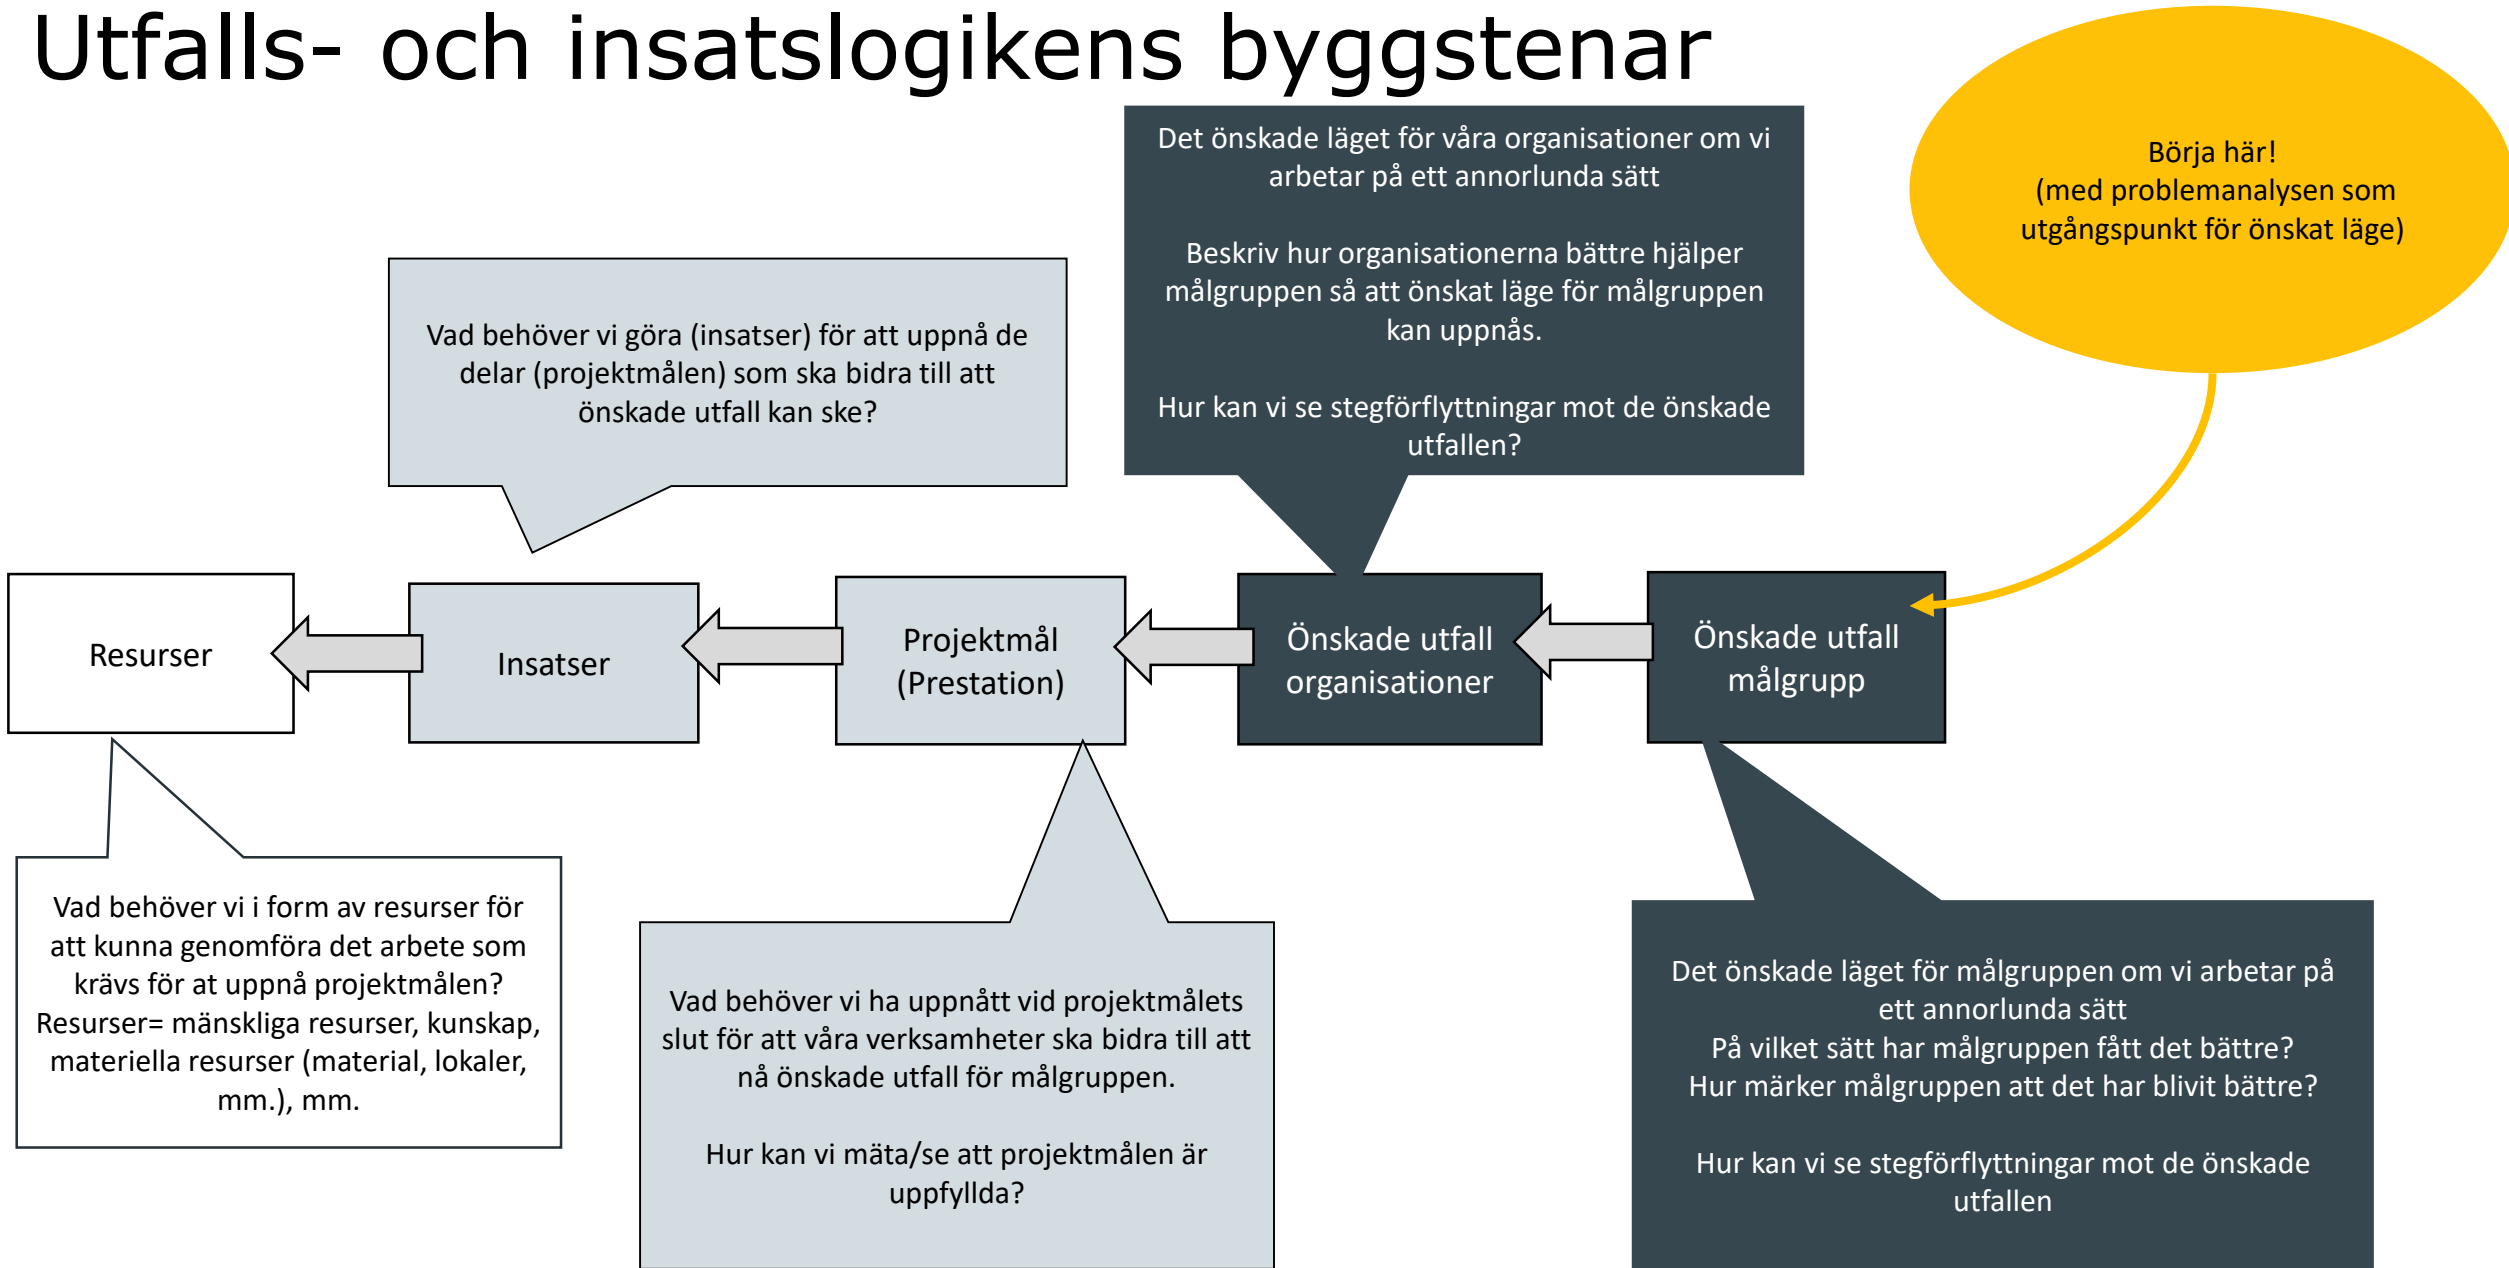 Utfalls- och insatslogikens byggstenar
Börja här!
(med problemanalysen som
utgångspunkt för önskat läge)
Det önskade läget för våra organisationer om vi
arbetar på ett annorlunda sätt
Beskriv hur organisationerna bättre hjälper
målgruppen så att önskat läge för målgruppen
kan uppnås.
Hur kan vi se stegförflyttningar mot de önskade
utfallen?
Vad behöver vi göra (insatser) för att uppnå de
delar (projektmålen) som ska bidra till att
önskade utfall kan ske?
Resurser
Insatser
Projektmål
(Prestation)
Önskade utfall
organisationer
Önskade utfall
målgrupp
Vad behöver vi i form av resurser för
att kunna genomföra det arbete som
krävs för at uppnå projektmålen?
Resurser= mänskliga resurser, kunskap,
materiella resurser (material, lokaler,
mm.), mm.
Vad behöver vi ha uppnått vid projektmålets
slut för att våra verksamheter ska bidra till att
nå önskade utfall för målgruppen.
Hur kan vi mäta/se att projektmålen är
uppfyllda?
Det önskade läget för målgruppen om vi arbetar på
ett annorlunda sätt
På vilket sätt har målgruppen fått det bättre?
Hur märker målgruppen att det har blivit bättre?
Hur kan vi se stegförflyttningar mot de önskade
utfallen